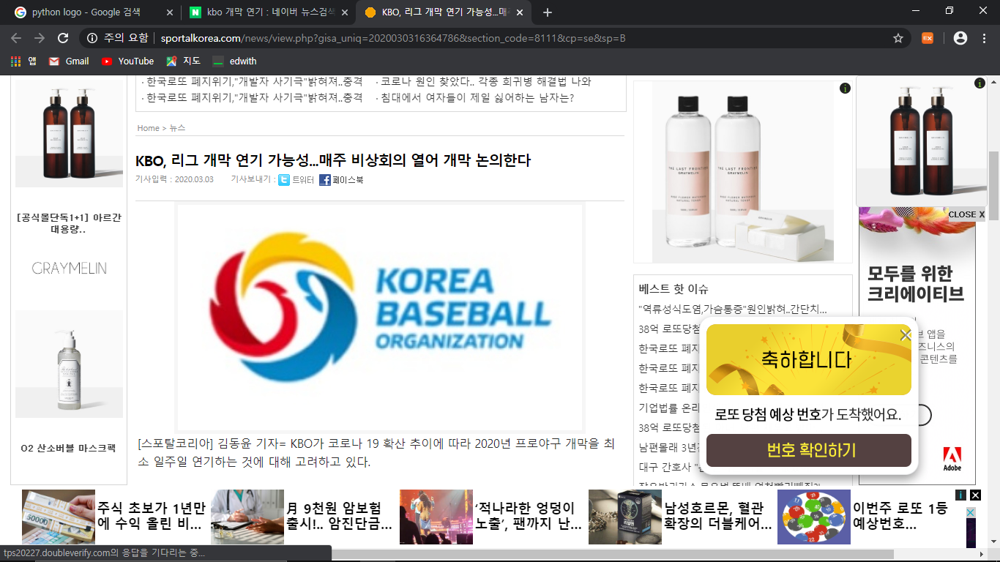 python logo - Google 검색
kbo 개막 연기 : 네이버 뉴스검색
KBO, 리그 개막 연기 가능성...매주
주의 요함
sportalkorea.com/news/view.php?gisa_uniq=2020030316364786&section_code=8111&cp=se&sp=B
앱
Gmail
YouTube
지도
edwith
· 한국로또 폐지위기,"개발자 사기극"밝혀져..충격
· 코로나 원인 찾았다.. 각종 희귀병 해결법 나와
· 한국로또 폐지위기,"개발자 사기극"밝혀져..충격
· 침대에서 여자들이 제일 싫어하는 남자는?
Home > 뉴스
KBO, 리그 개막 연기 가능성...매주 비상회의 열어 개막 논의한다
기사입력 : 2020.03.03
기사보내기 :
트위터
페이스북
KOREA
BASEBALL
ORGANIZATION
[스포탈코리아] 김동윤 기자= KBO가 코로나 19 확산 추이에 따라 2020년 프로야구 개막을 최
소 일주일 연기하는 것에 대해 고려하고 있다.
[공식몰단독1+1] 아르간
대용량..
GRAYMELIN
O2 산소버블 마스크팩
THE LAST FRONTIER
GRAYMELIN
THE LAST FRONTIER
GRAYMELIN
베스트 핫 이슈
"역류성식도염,가슴통증"원인밝혀..간단치...
38억 로또당첨
한국로또 폐지
한국로또 폐지
한국로또 폐지
기업법률 온라
38억 로또당첨
남편몰래 3년
대구 간호사
CLOSE X
모두를 위한
크리에이티브
앱을
즈니스의
콘텐츠를
Adobe
축하합니다
로또 당첨 예상 번호가 도착했어요.
번호 확인하기
주식 초보가 1년만
에 수익 올린 비...
月 9천원 암보험
출시!.. 암진단금...
'적나라한 엉덩이
노출', 팬까지 난...
남성호르몬, 혈관
확장의 더블케어...
이번주 로또 1등
예상번호...
tps20227.doubleverify.com의 응답을 기다리는 중...